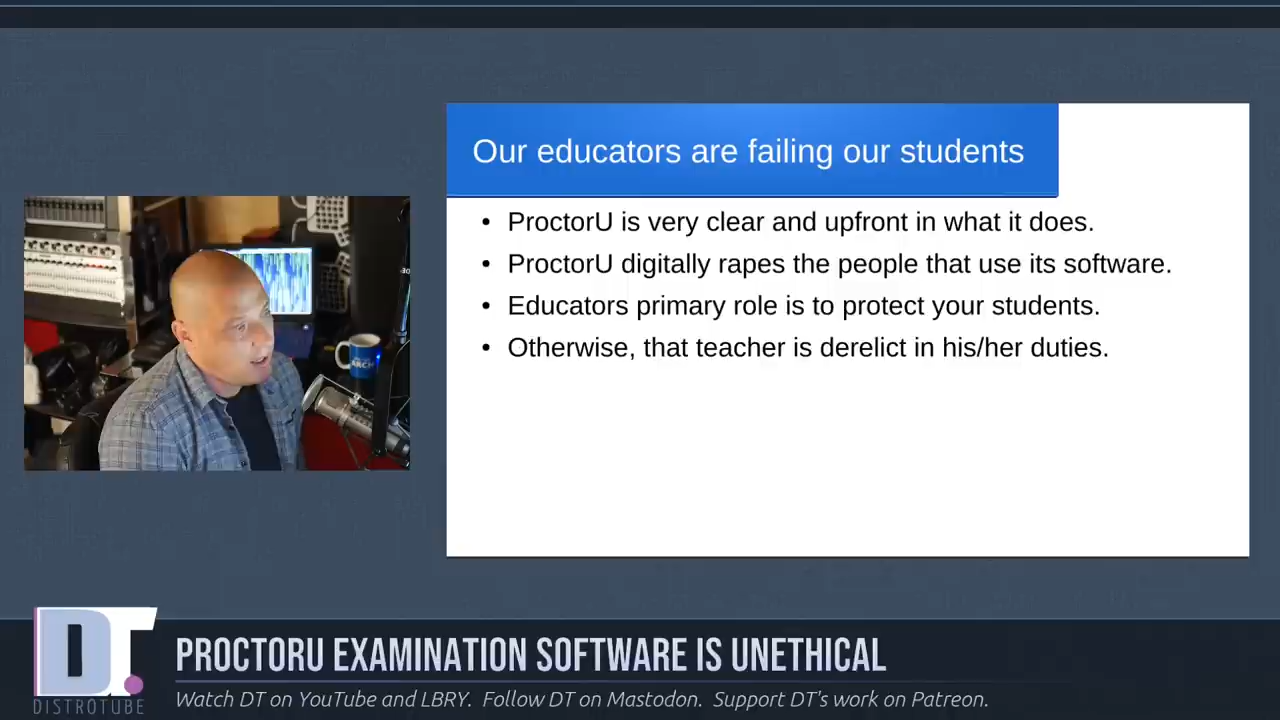 Our educators are failing our students
• ProctorU is very clear and upfront in what it does.
• ProctorU digitally rapes the people that use its software.
• Educators primary role is to protect your students.
• Otherwise, that teacher is derelict in his/her duties.
ARCH
DT
DISTROTUBE
PROCTORU EXAMINATION SOFTWARE IS UNETHICAL
Watch DT on YouTube and LBRY. Follow DT on Mastodon. Support DT's work on Patreon.